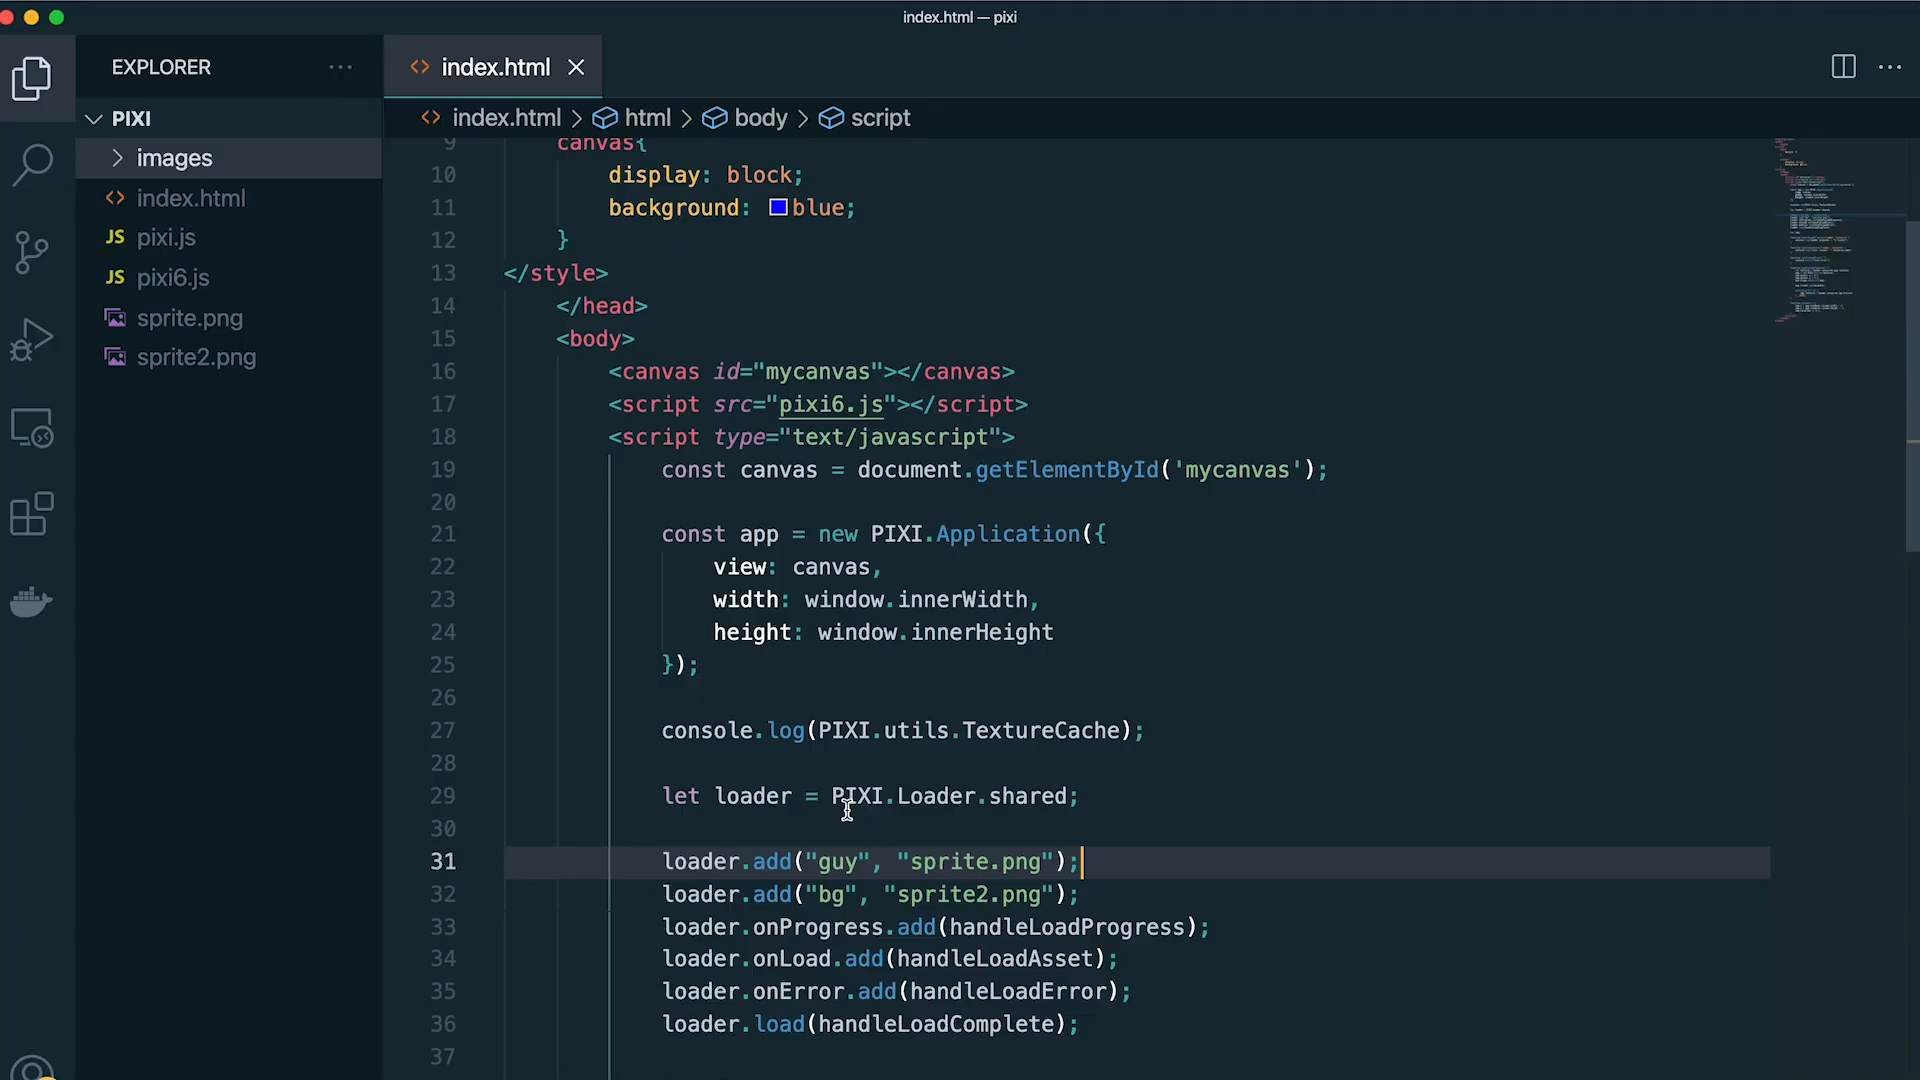 index.html — pixi
EXPLORER
index.html
PIXI
images
index.html
pixi.js
pixi6.js
sprite.png
sprite2.png
JS
JS
index.html > html > body > script
9 canvas{
10 display: block;
11 background: blue;
12 }
13 </style>
14 </head>
15 <body>
16 <canvas id="mycanvas"></canvas>
17 <script src="pixi6.js"></script>
18 <script type="text/javascript">
19 const canvas = document.getElementById('mycanvas');
20
21 const app = new PIXI.Application({
22 view: canvas,
23 width: window.innerWidth,
24 height: window.innerHeight
25 });
26
27 console.log(PIXI.utils.TextureCache);
28
29 let loader = PIXI.Loader.shared;
30
31 loader.add("guy", "sprite.png");
32 loader.add("bg", "sprite2.png");
33 loader.onProgress.add(handleLoadProgress);
34 loader.onLoad.add(handleLoadAsset);
35 loader.onError.add(handleLoadError);
36 loader.load(handleLoadComplete);
37